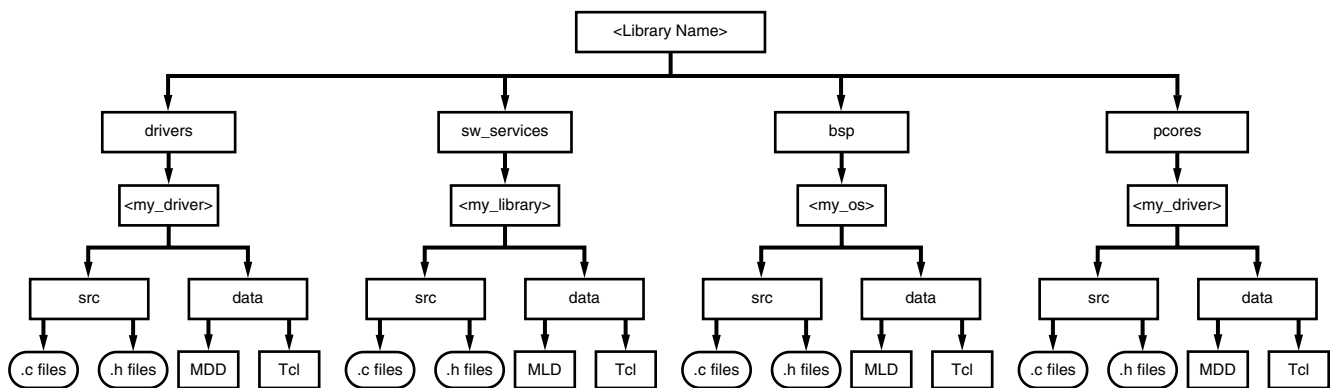 <Library Name>
drivers
sw_services
bsp
pcores
<my_driver>
<my_library>
<my_os>
<my_driver>
src
data
src
data
src
data
src
data
.c files
.h files
MDD
Tcl
.c files
.h files
MLD
Tcl
.c files
.h files
MLD
Tcl
.c files
.h files
MDD
Tcl